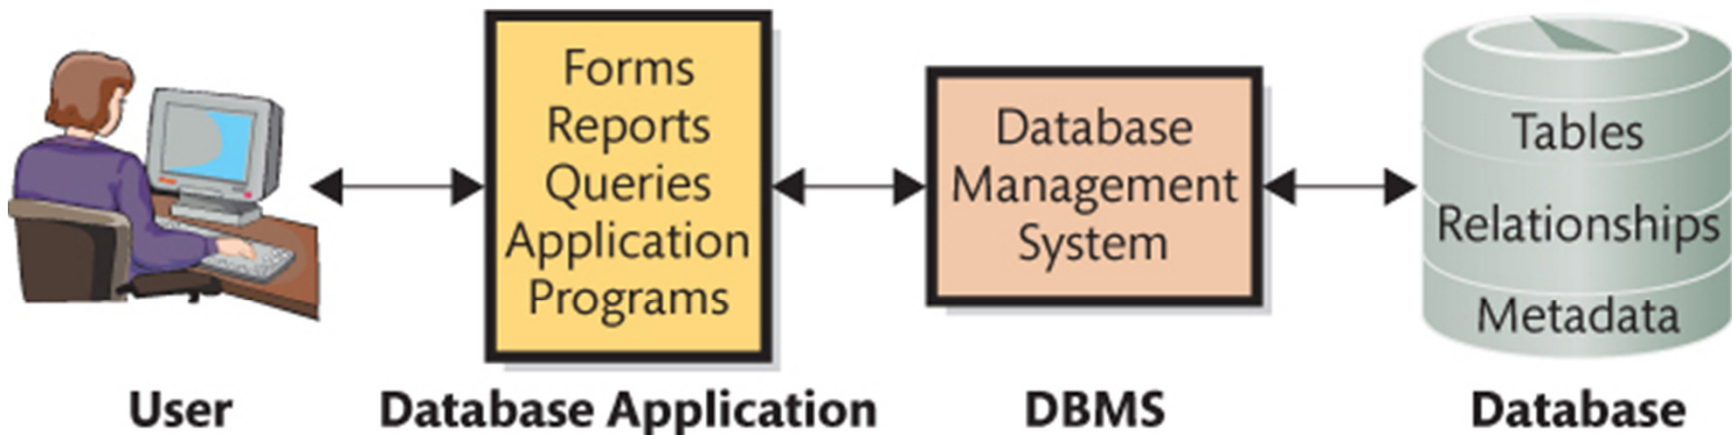 Forms
Reports
Queries
Application
Programs
Database
Management
System
Tables
Relationships
Metadata
User
Database Application
DBMS
Database